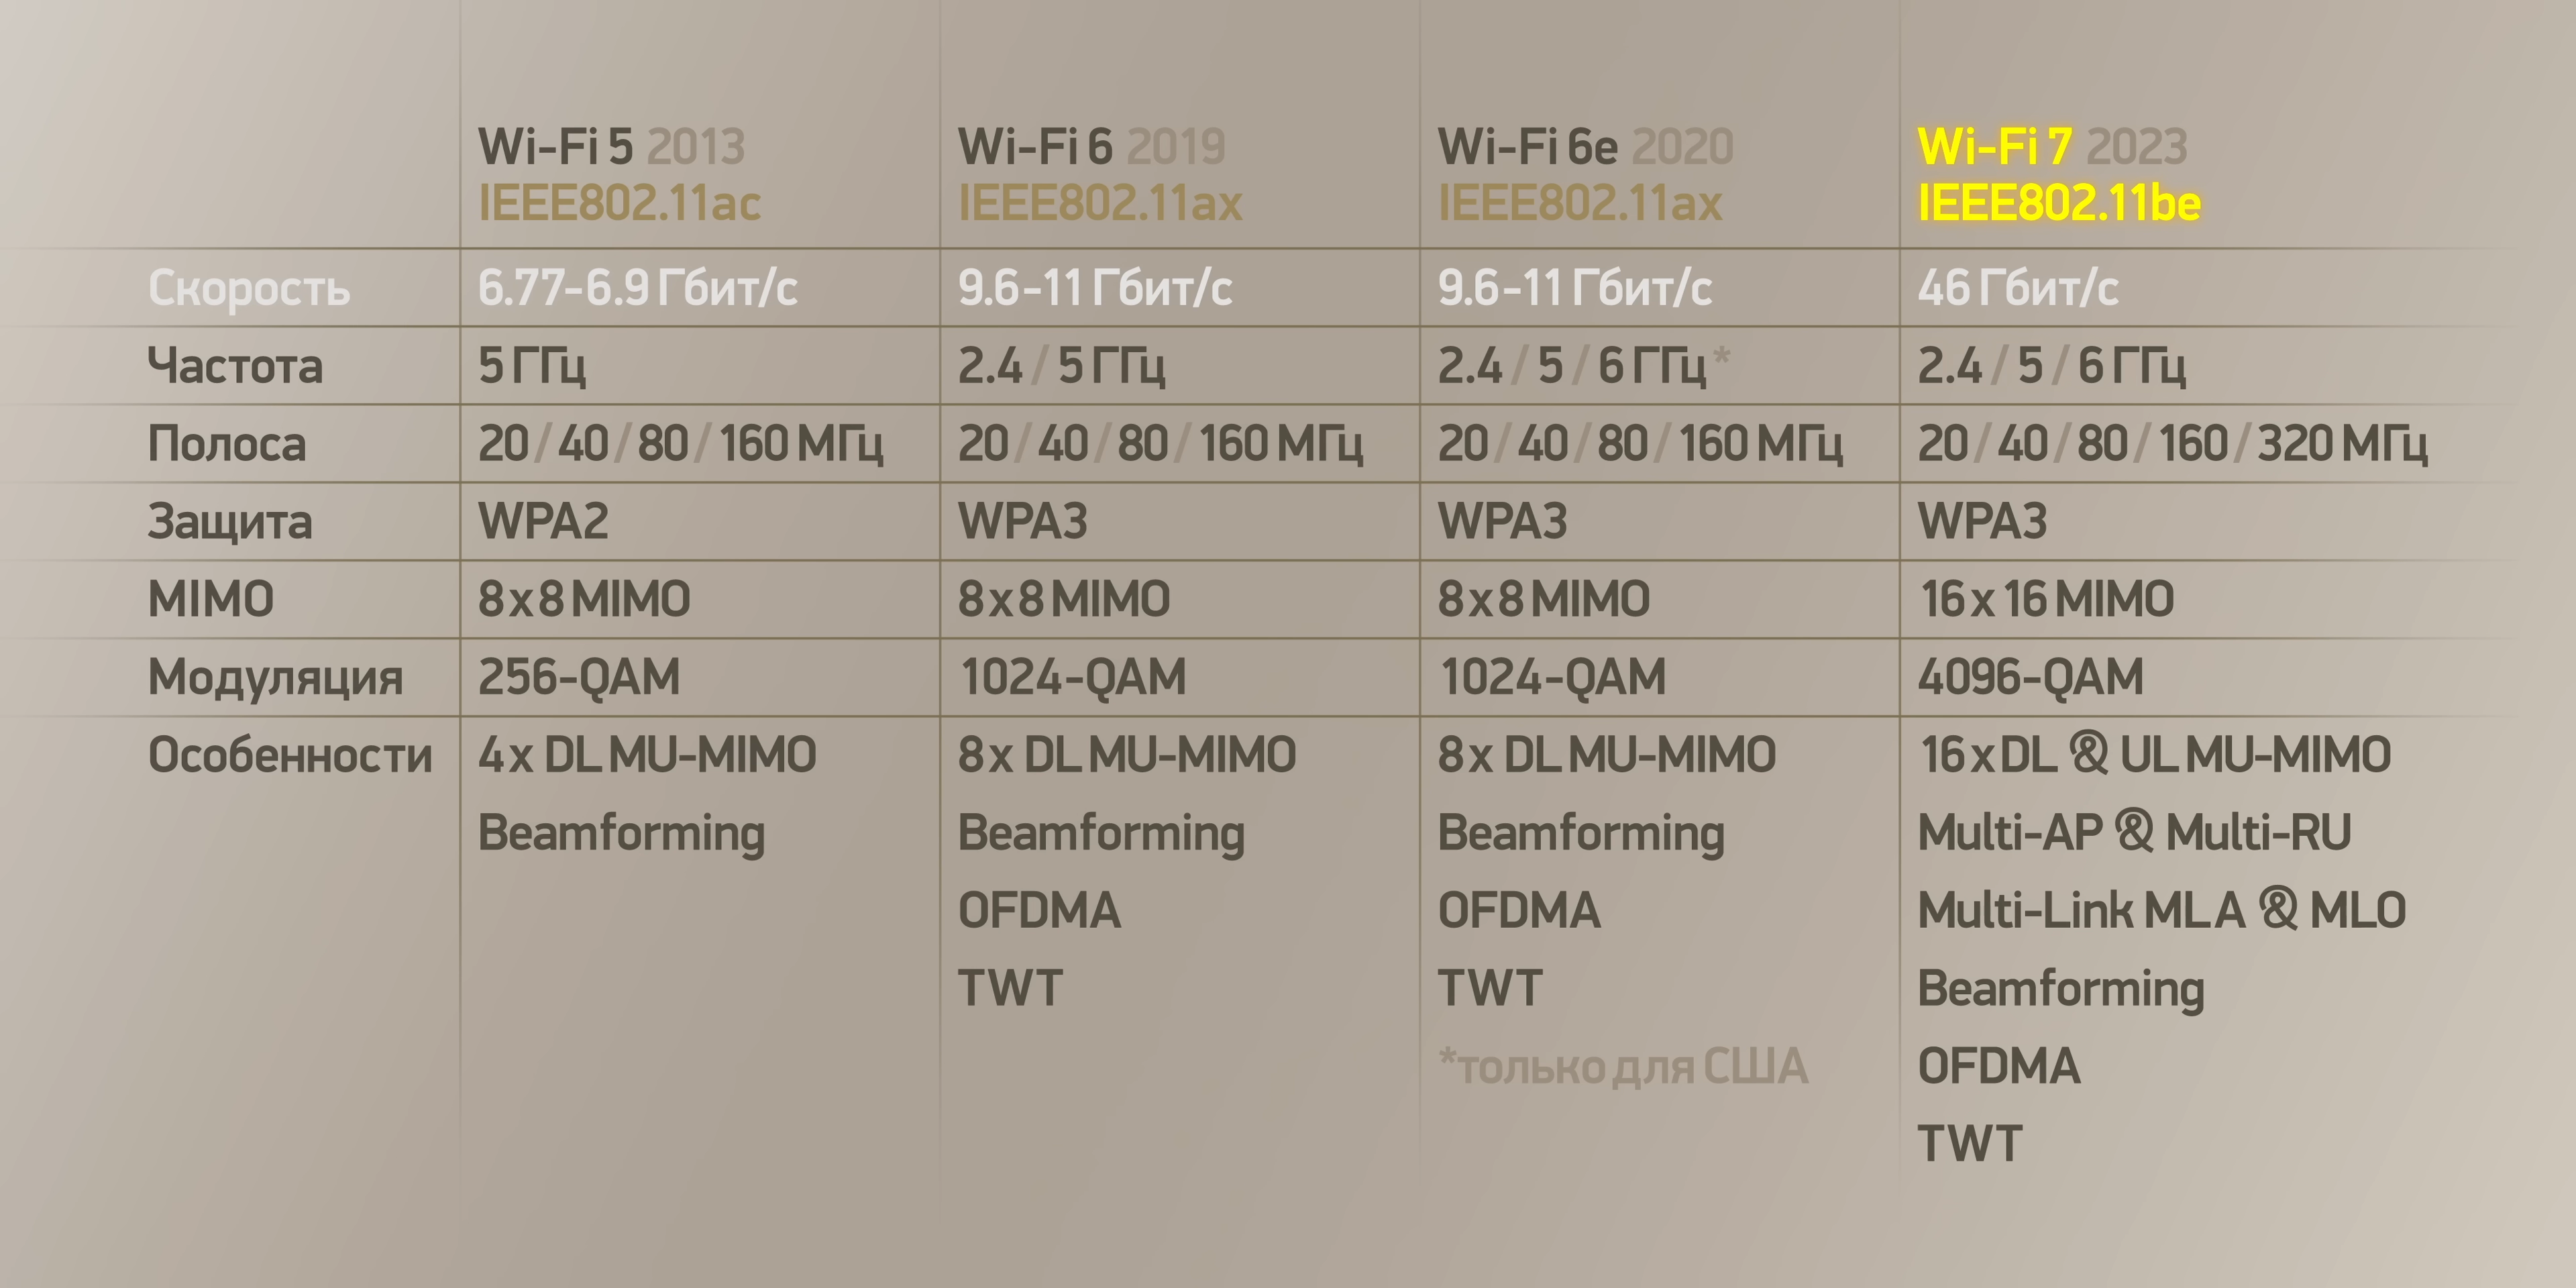 Wi-Fi 5 2013 Wi-Fi 6 2019 Wi-Fi 6e 2020 Wi-Fi 7 2023
IEEE802.11ac IEEE802.11ax IEEE802.11ax IEEE802.11be
Скорость 6.77-6.9 Гбит/с 9.6-11 Гбит/с 9.6-11 Гбит/с 46 Гбит/с
Частота 5 ГГц 2.4 / 5 ГГц 2.4 / 5 / 6 ГГц * 2.4 / 5 / 6 ГГц
Полоса 20 / 40 / 80 / 160 МГц 20 / 40 / 80 / 160 МГц 20 / 40 / 80 / 160 МГц 20 / 40 / 80 / 160 / 320 МГц
Защита WPA2 WPA3 WPA3 WPA3
MIMO 8x8 MIMO 8x8 MIMO 8x8 MIMO 16x16 MIMO
Модуляция 256-QAM 1024-QAM 1024-QAM 4096-QAM
Особенности 4x DL MU-MIMO 8x DL MU-MIMO 8x DL MU-MIMO 16x DL & UL MU-MIMO
Beamforming Beamforming Beamforming Multi-AP & Multi-RU
OFDMA OFDMA Multi-Link MLA & MLO
TWT TWT Beamforming
*только для США OFDMA
TWT